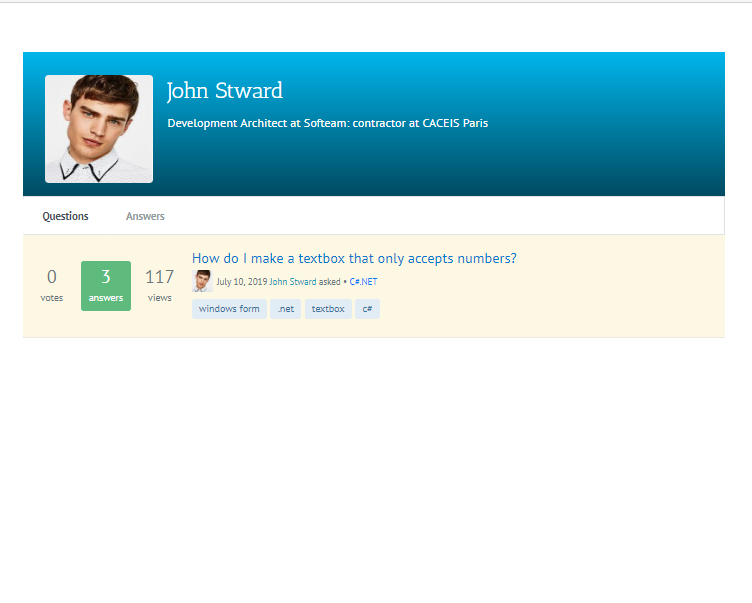 John Stward
Development Architect at Softeam: contractor at CACEIS Paris
Questions Answers
How do I make a textbox that only accepts numbers?
0 3 117
votes answers views
July 10, 2019 John Stward asked • C#.NET
windows form .net textbox c#